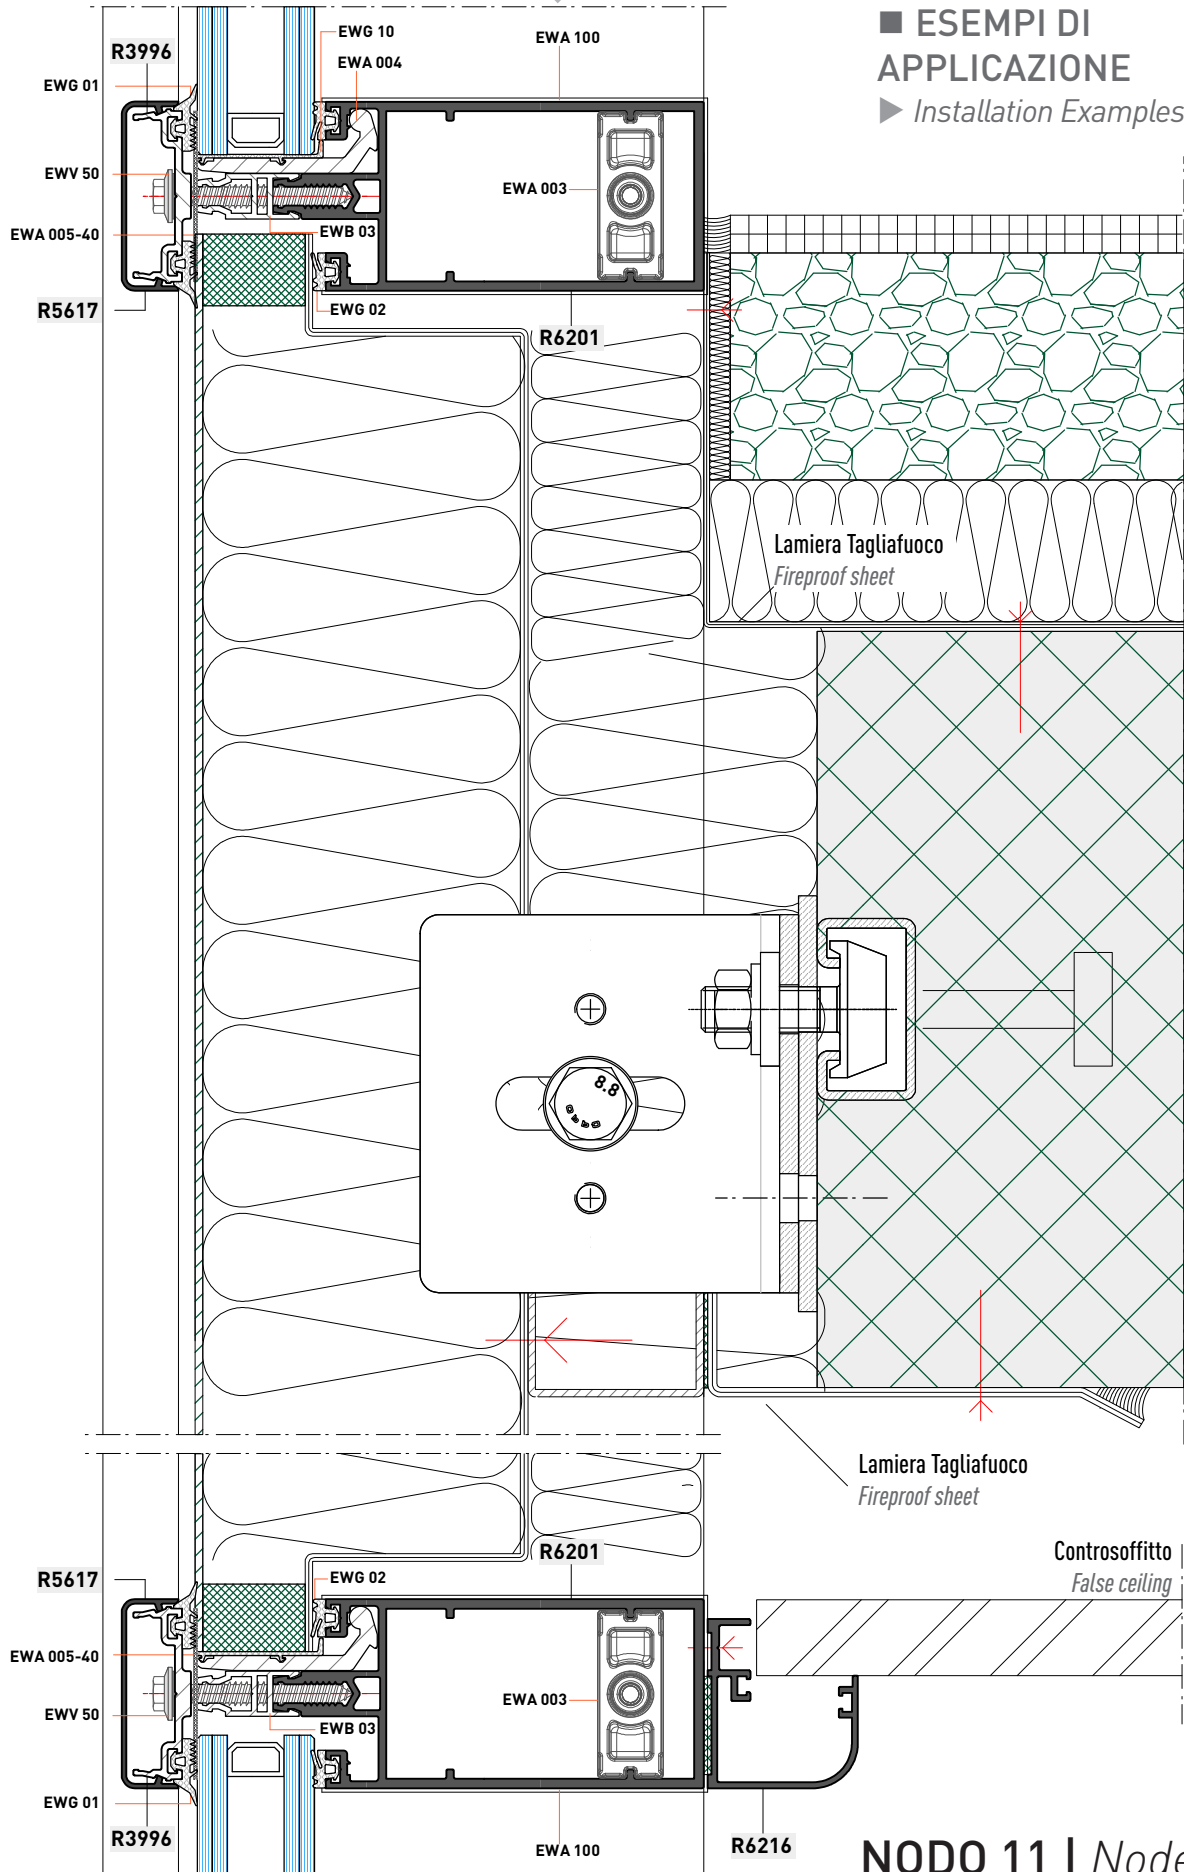 ■ ESEMPI DI
APPLICAZIONE
▶ Installation Examples
EWG 10
R3996
EWA 100
EWA 004
EWG 01
EWV 50
EWA 003
EWA 005-40
EWB 03
R5617
EWG 02
R6201
Lamiera Tagliafuoco
Fireproof sheet
8.8
Lamiera Tagliafuoco
Fireproof sheet
Controsoffitto
False ceiling
R6201
R5617
EWG 02
EWA 005-40
EWA 003
EWV 50
EWB 03
EWG 01
R3996
EWA 100
R6216
NODO 11 | Node